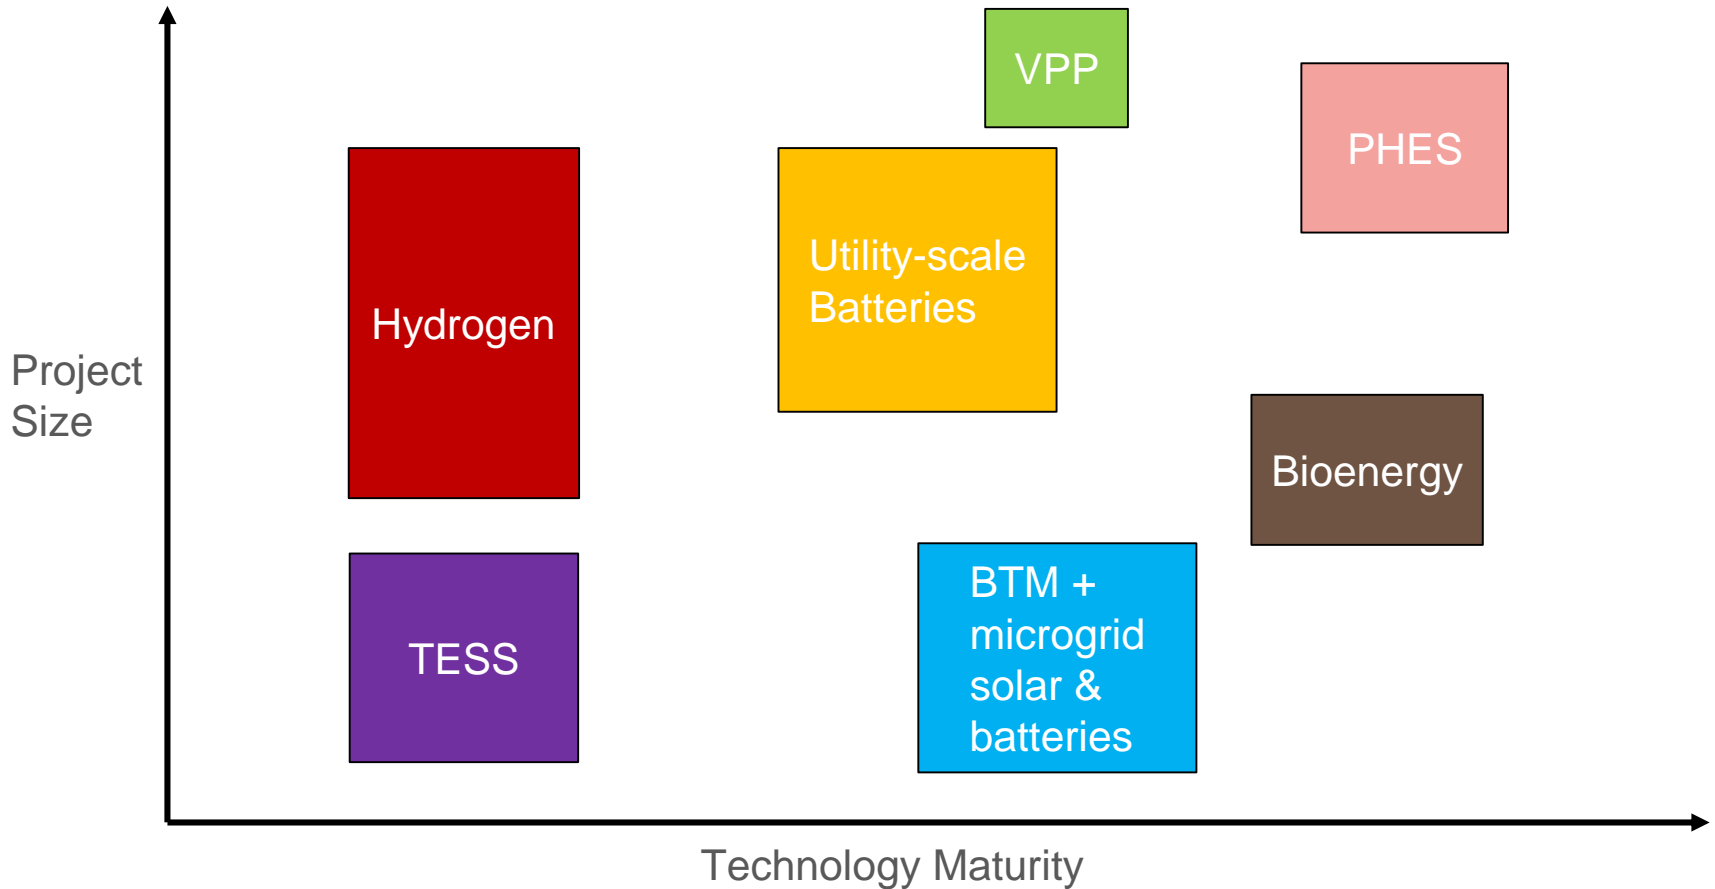 VPP
PHES
Utility-scale
Batteries
Hydrogen
Project
Size
Bioenergy
BTM +
microgrid
solar &
batteries
TESS
Technology Maturity